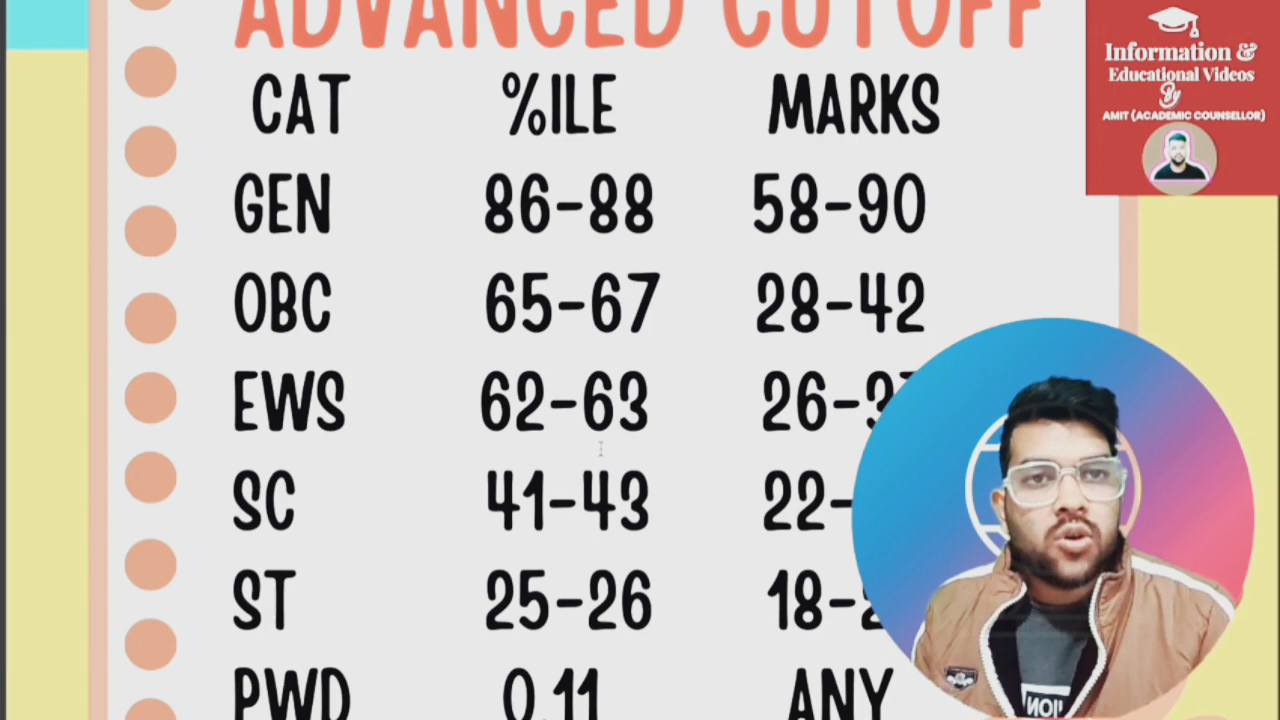 ADVANCED CUTOFF
CAT %ILE MARKS
GEN 86-88 58-90
OBC 65-67 28-42
EWS 62-63 26-3
SC 41-43 22-
ST 25-26 18-2
PWD 0.11 ANY
Information &
Educational Videos
By
AMIT (ACADEMIC COUNSELLOR)